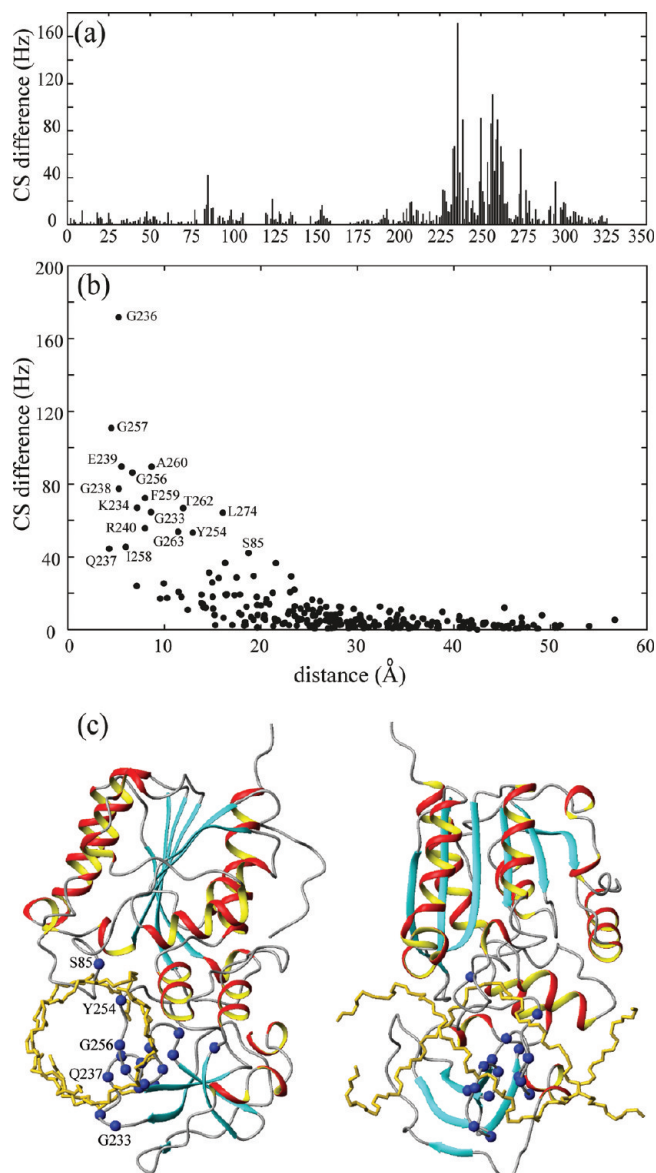 (a)
CS difference (Hz)
160
120
80
40
0
0 25 50 75 100 125 150 175 200 225 250 275 300 325 350
(b)
CS difference (Hz)
200
160
120
80
40
0
G236
G257
E239
A260
G256
G238
F259
T262
K234
G233
L274
R240
G263
Y254
S85
Q237
I258
0 10 20 30 40 50 60
distance (Å)
(c)
S85
Y254
G256
Q237
G233